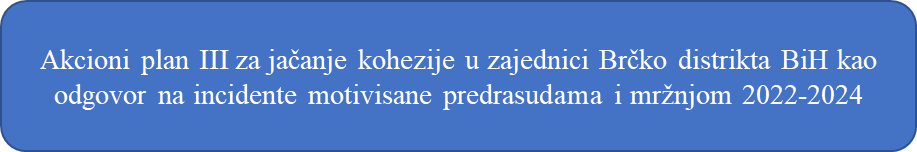 Akcioni plan III za jačanje kohezije u zajednici Brčko distrikta BiH kao
odgovor na incidente motivisane predrasudama i mržnjom 2022-2024